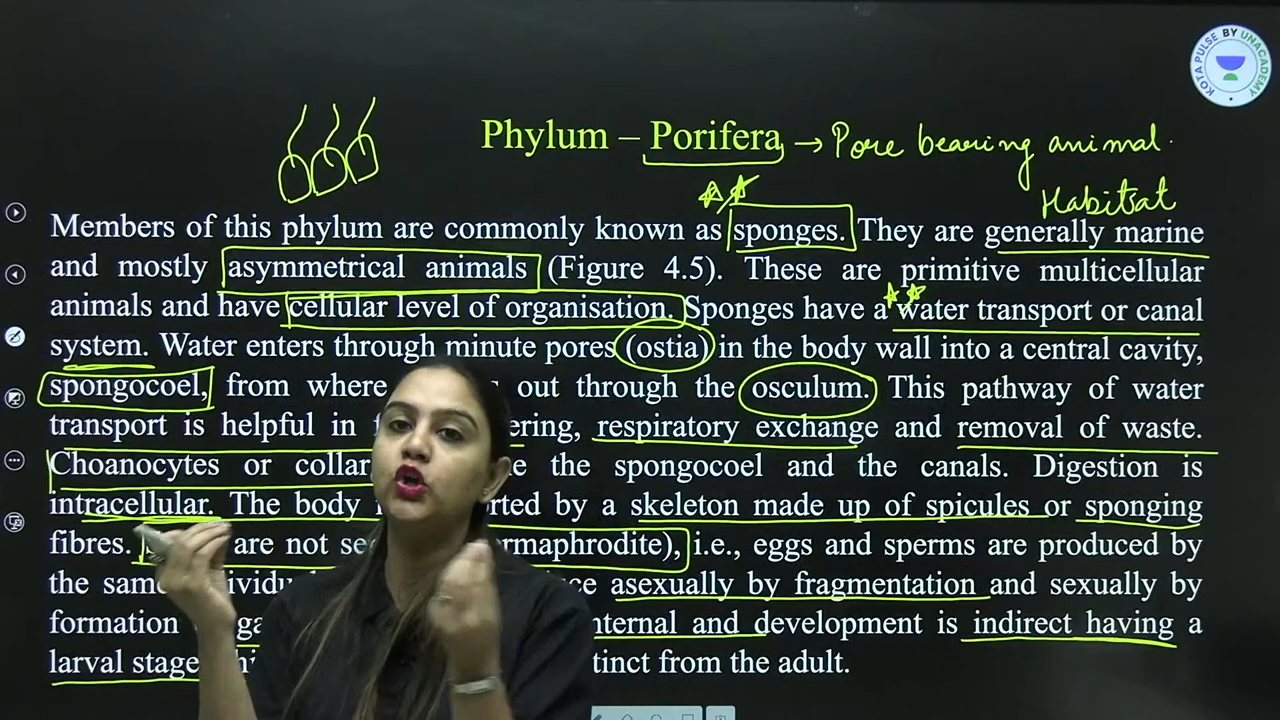 KOTA PULSE BY UNACADEMY
Phylum – Porifera → Pore bearing animal.
Habitat
Members of this phylum are commonly known as sponges. They are generally marine
and mostly asymmetrical animals (Figure 4.5). These are primitive multicellular
animals and have cellular level of organisation. Sponges have a water transport or canal
system. Water enters through minute pores (ostia) in the body wall into a central cavity,
spongocoel, from where out through the osculum. This pathway of water
transport is helpful in ering, respiratory exchange and removal of waste.
Choanocytes or collar the spongocoel and the canals. Digestion is
intracellular. The body rted by a skeleton made up of spicules or sponging
fibres. are not se rmaphrodite), i.e., eggs and sperms are produced by
the same asexually by fragmentation and sexually by
formation ga nternal and development is indirect having a
larval stage tinct from the adult.